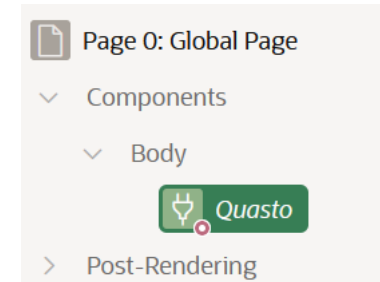 Page 0: Global Page
Components
Body
Quasto
Post-Rendering